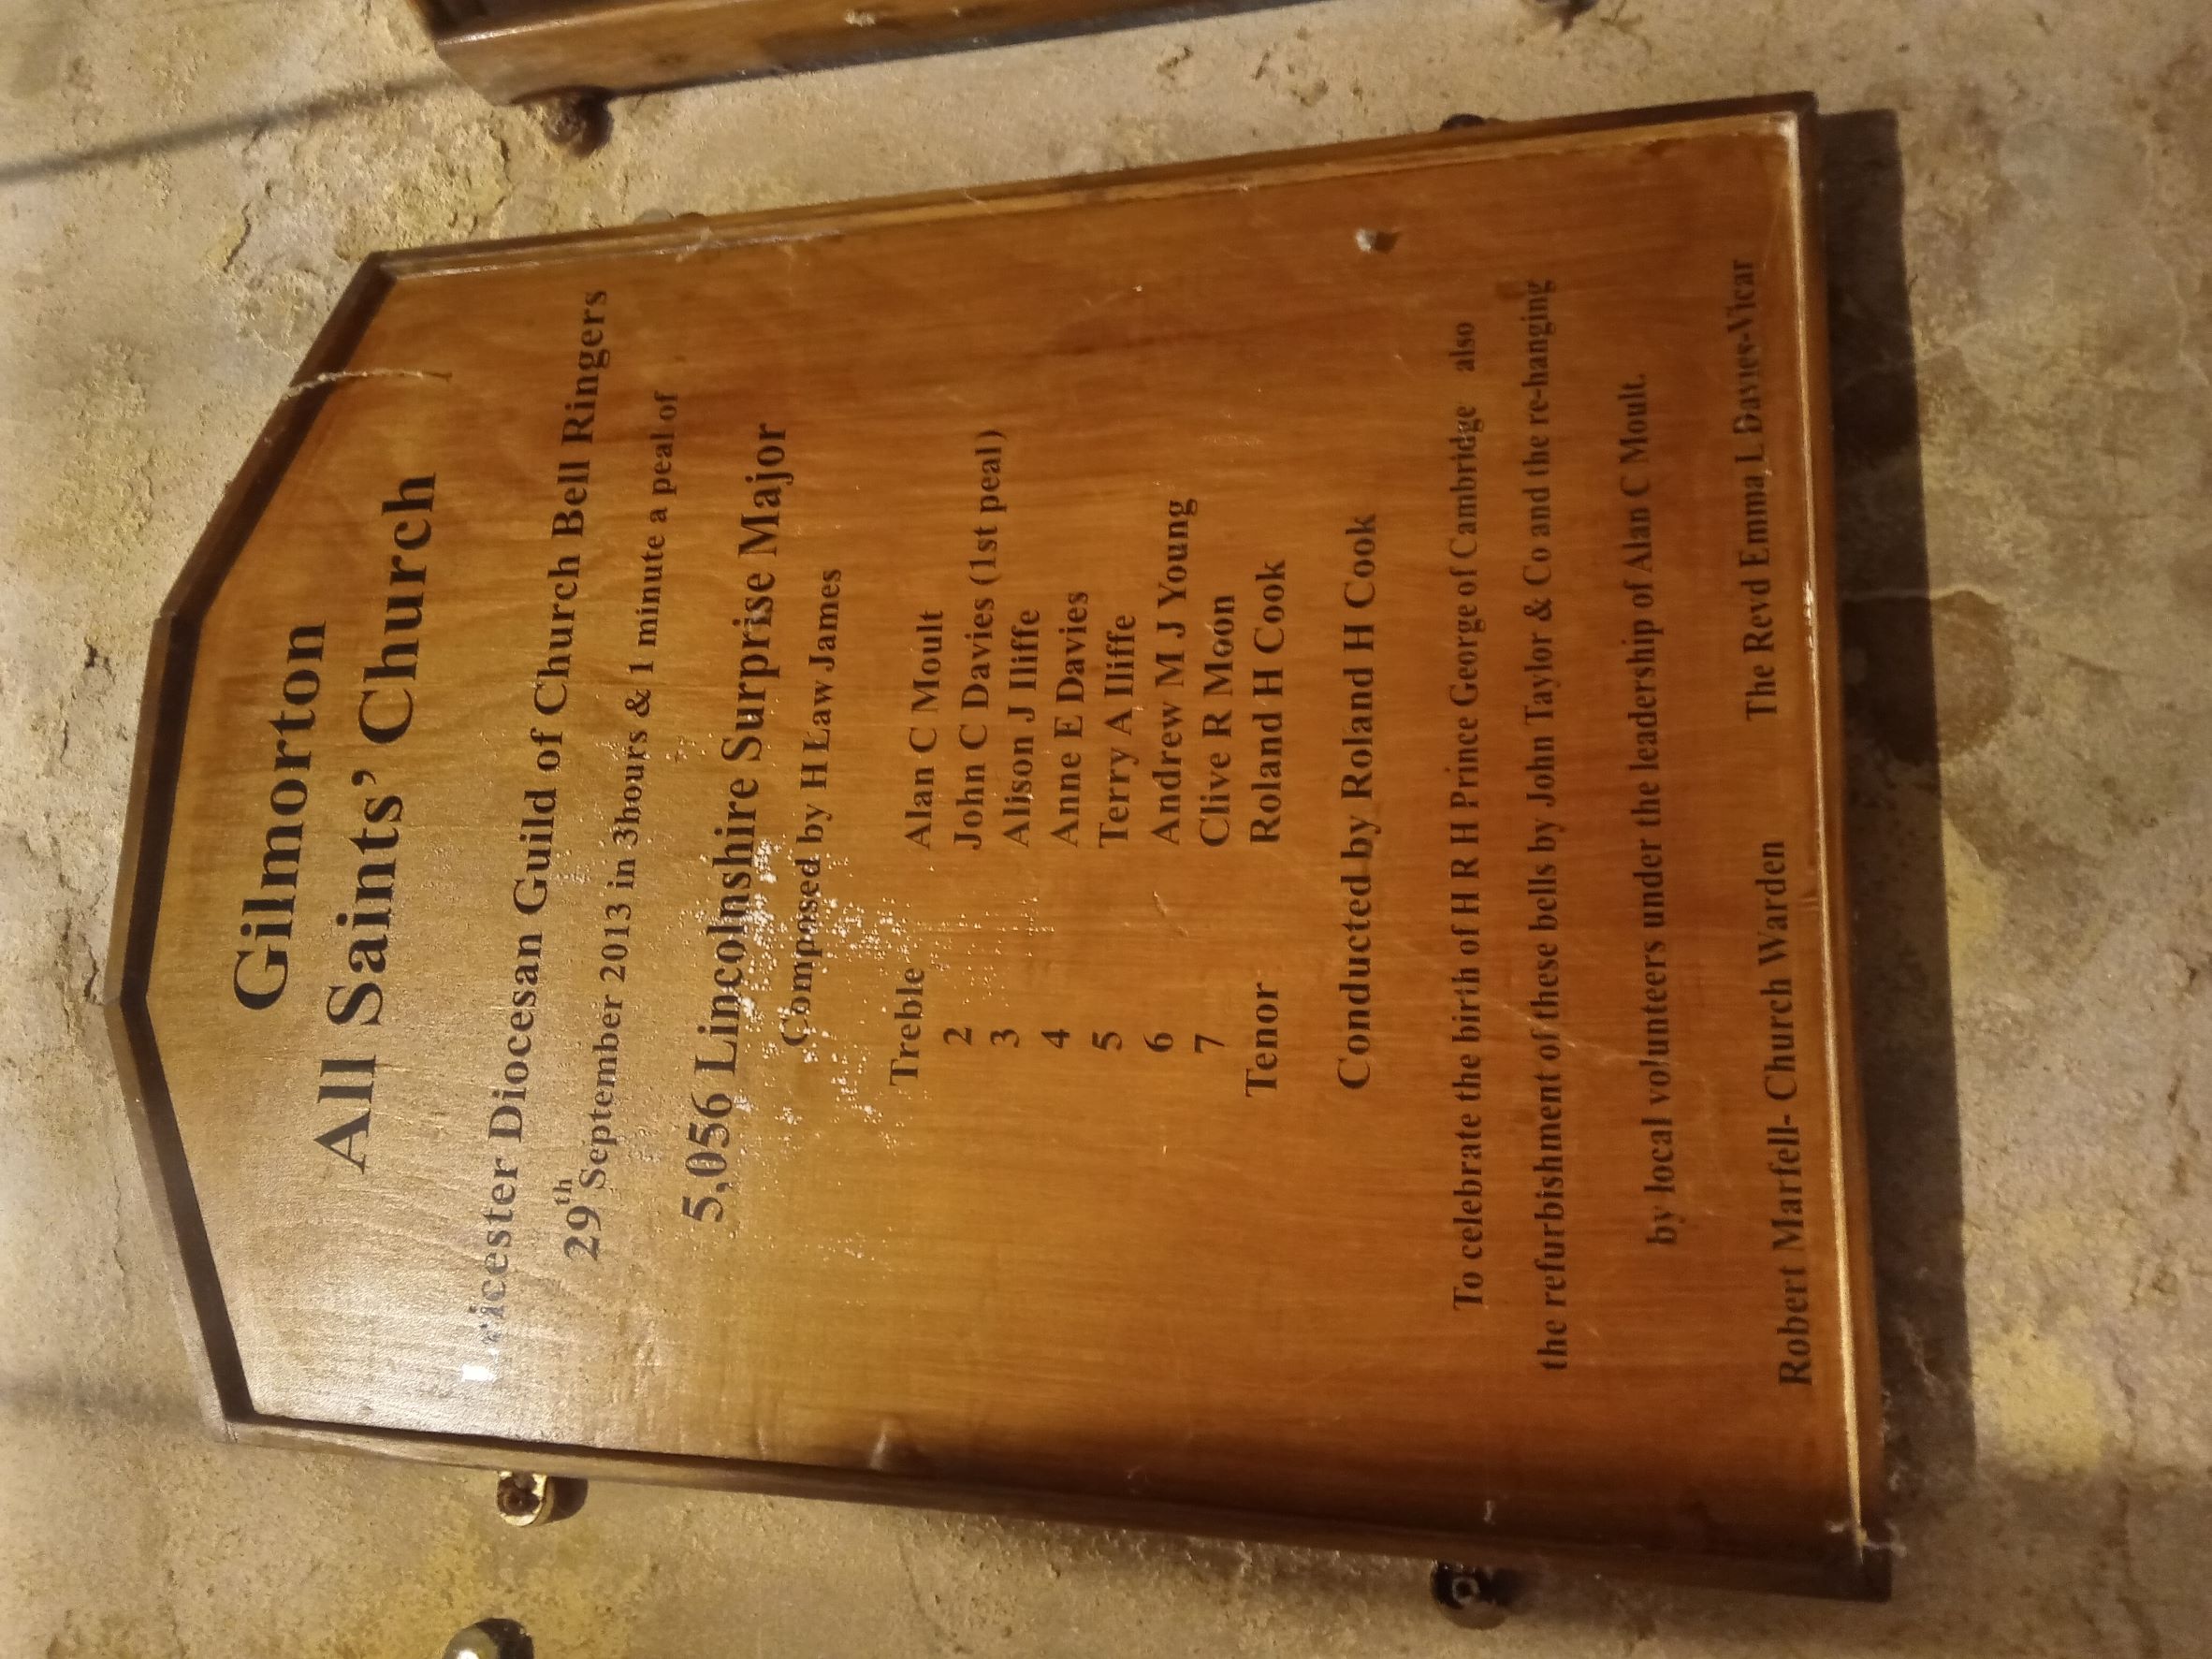 Gilmorton
All Saints' Church
Leicester Diocesan Guild of Church Bell Ringers
29th September 2013 in 3hours & 1 minute a peal of
5,056 Lincolnshire Surprise Major
Composed by H Law James
Treble Alan C Moult
2 John C Davies (1st peal)
3 Alison J Iliffe
4 Anne E Davies
5 Terry A Iliffe
6 Andrew M J Young
7 Clive R Moon
Tenor Roland H Cook
Conducted by Roland H Cook
To celebrate the birth of H R H Prince George of Cambridge also
the refurbishment of these bells by John Taylor & Co and the re-hanging
by local volunteers under the leadership of Alan C Moult.
Robert Marfell- Church Warden The Revd Emma L Davies-Vicar